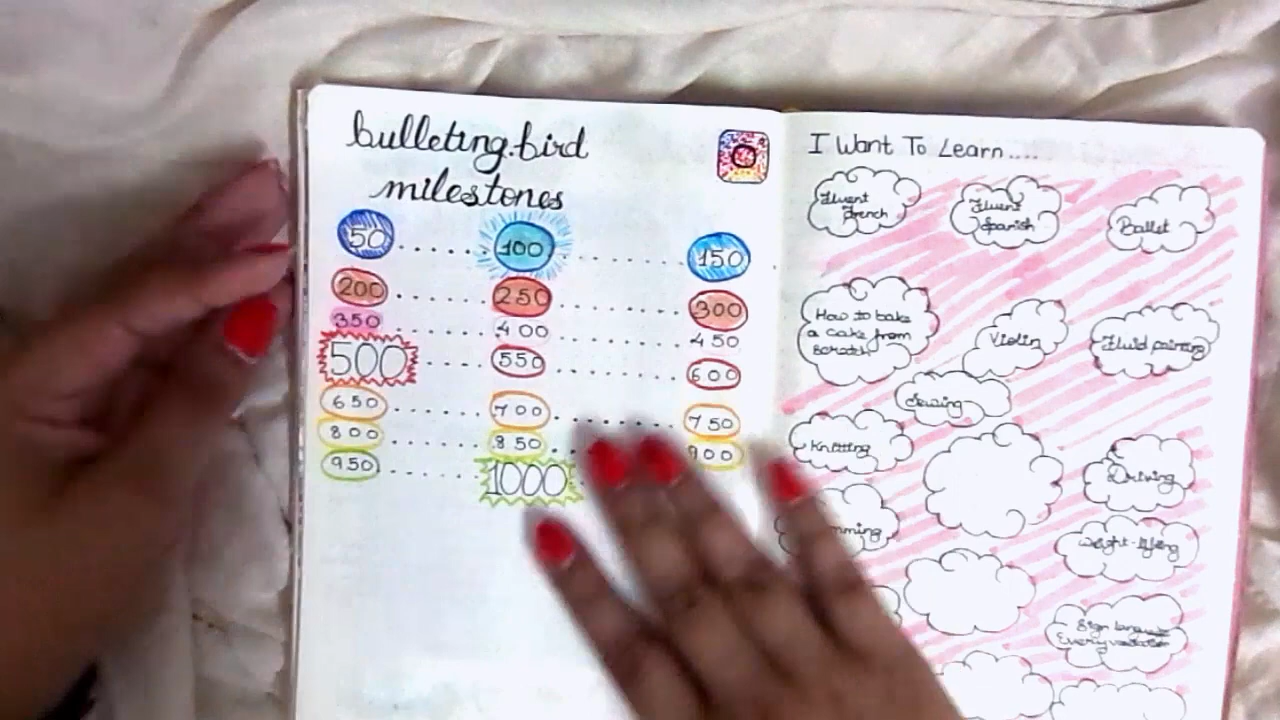 bulleting.bird
milestones
50 ...... 100 ...... 150
200 ...... 250 ........ 300
350 ...... 400 ........ 450
500 .... 550 ........ 600
650 ...... 700 ........ 750
800 ...... 850 .. 900
950 .... 1000
I Want To Learn....
Fluent
French
Fluent
Spanish
Ballet
How to bake
a cake from
scratch
Violin
Fluid painting
Sewing
Knitting
Driving
mming
Weight-lifting
Sign